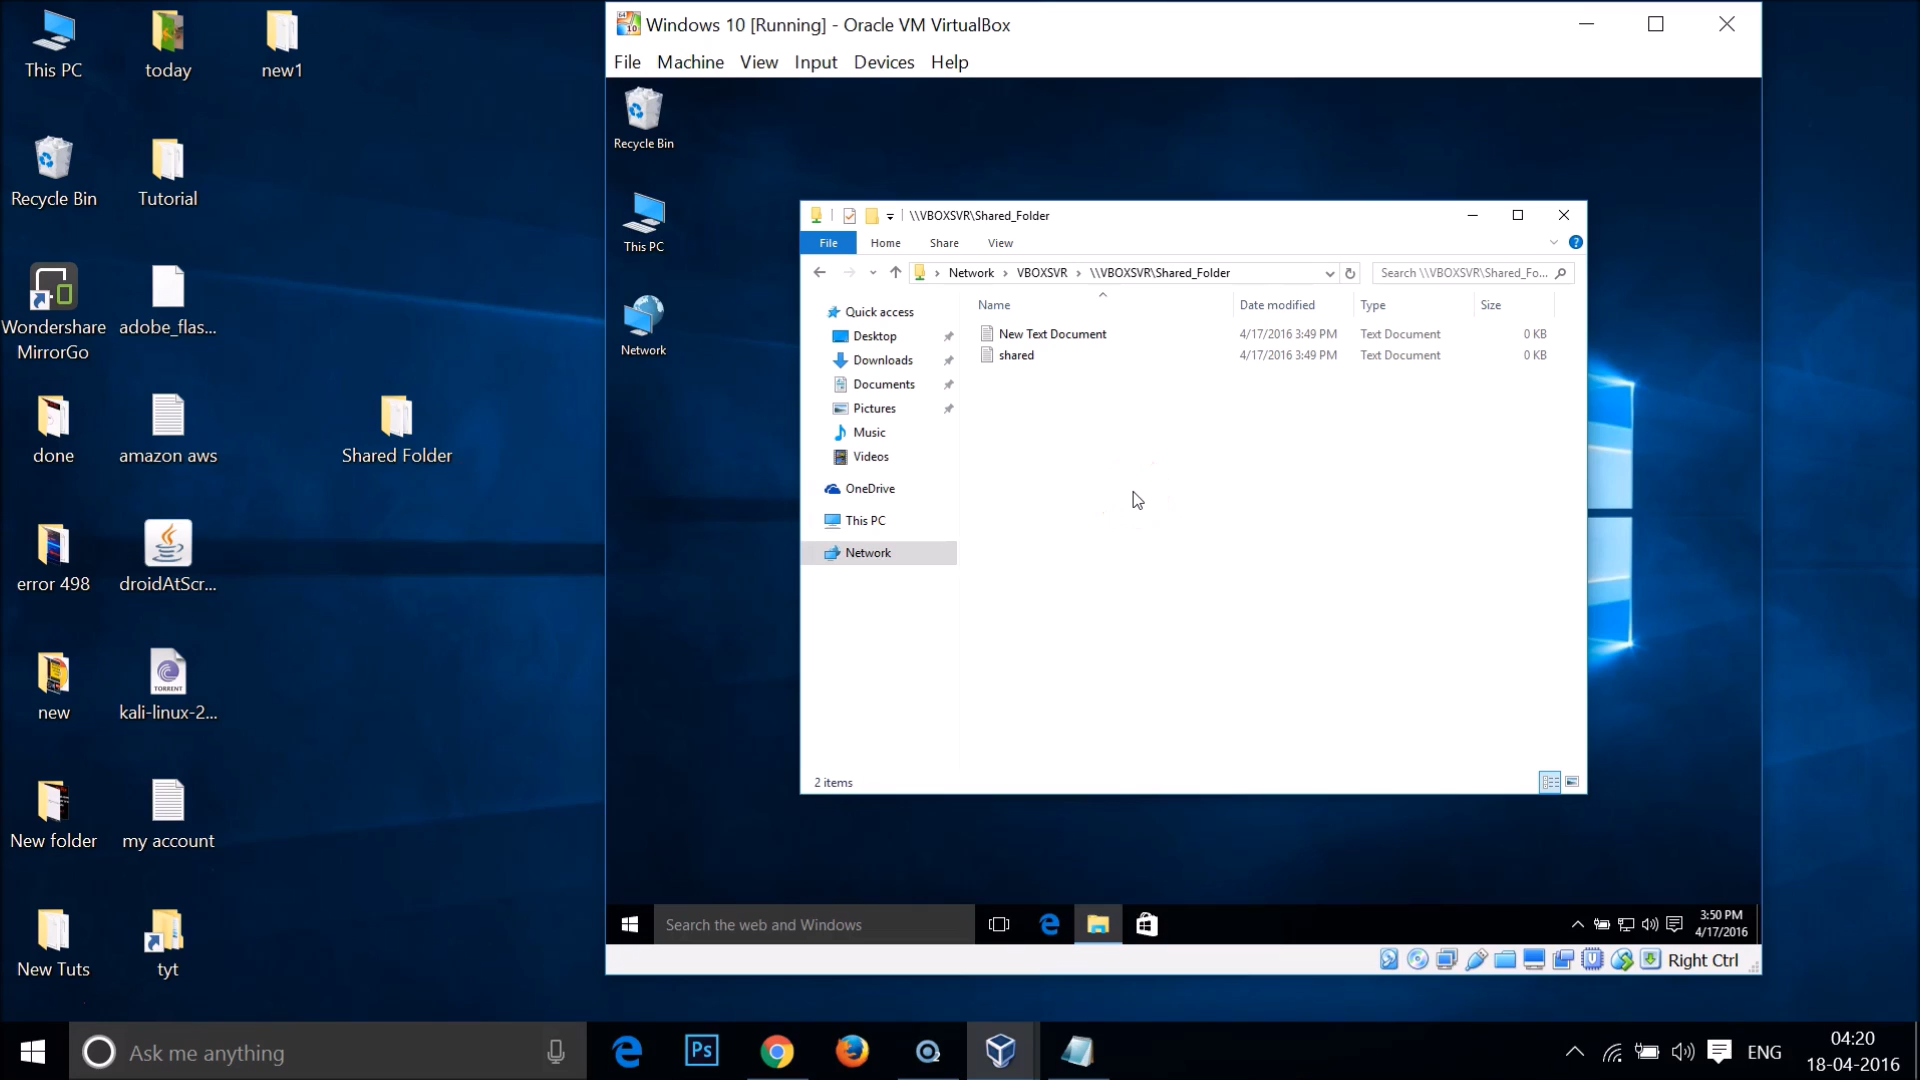 This PC
today
new1
Recycle Bin
Tutorial
Wondershare
MirrorGo
adobe_flas...
done
amazon aws
Shared Folder
error 498
droidAtScr...
new
TORRENT
kali-linux-2...
New folder
my account
New Tuts
tyt
Windows 10 [Running] - Oracle VM VirtualBox
File Machine View Input Devices Help
Recycle Bin
This PC
Network
\\VBOXSVR\Shared_Folder
File Home Share View
Network VBOXSVR \\VBOXSVR\Shared_Folder
Search \\VBOXSVR\Shared_Fo...
Name Date modified Type Size
New Text Document 4/17/2016 3:49 PM Text Document 0 KB
shared 4/17/2016 3:49 PM Text Document 0 KB
Quick access
Desktop
Downloads
Documents
Pictures
Music
Videos
OneDrive
This PC
Network
2 items
Search the web and Windows
3:50 PM
4/17/2016
Right Ctrl
Ask me anything
Ps
ENG
04:20
18-04-2016